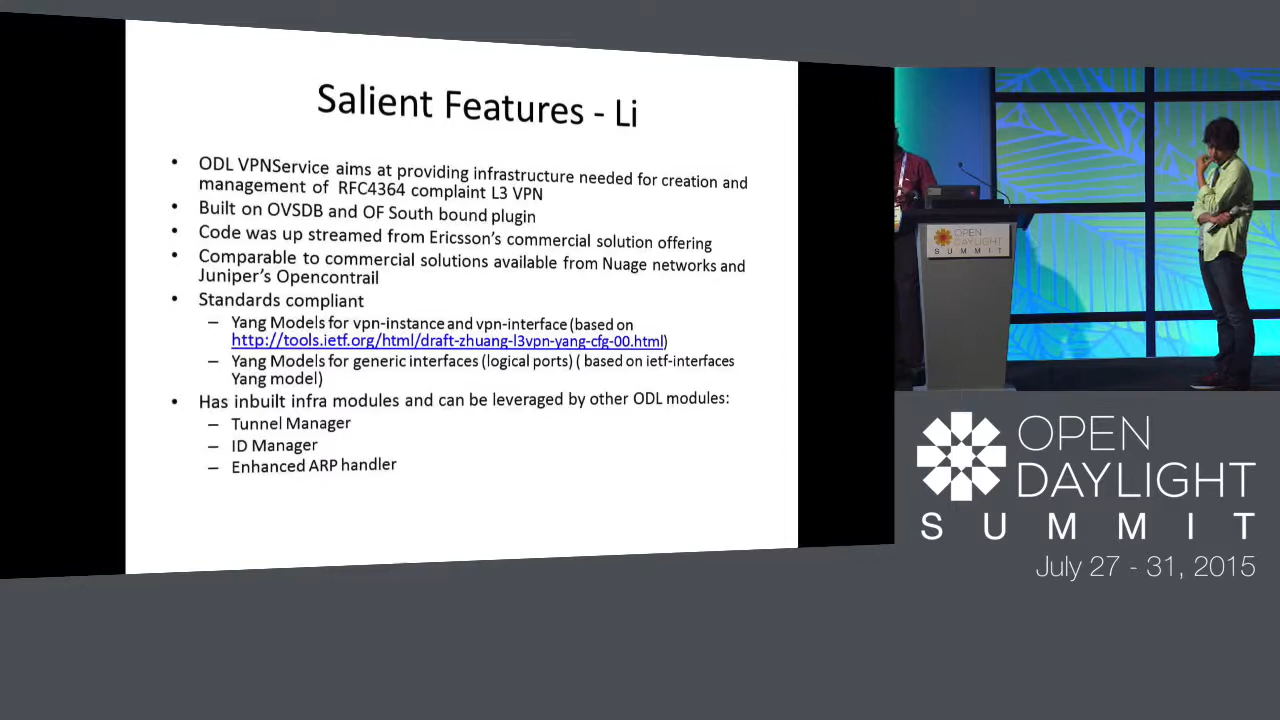 Salient Features - Li
• ODL VPNService aims at providing infrastructure needed for creation and
management of RFC4364 complaint L3 VPN
• Built on OVSDB and OF South bound plugin
• Code was up streamed from Ericsson's commercial solution offering
• Comparable to commercial solutions available from Nuage networks and
Juniper's Opencontrail
• Standards compliant
– Yang Models for vpn-instance and vpn-interface (based on
http://tools.ietf.org/html/draft-zhuang-l3vpn-yang-cfg-00.html)
– Yang Models for generic interfaces (logical ports) ( based on ietf-interfaces
Yang model)
• Has inbuilt infra modules and can be leveraged by other ODL modules:
– Tunnel Manager
– ID Manager
– Enhanced ARP handler
OPEN
DAYLIGHT
SUMMIT
OPEN
DAYLIGHT
SUMMIT
July 27 - 31, 2015